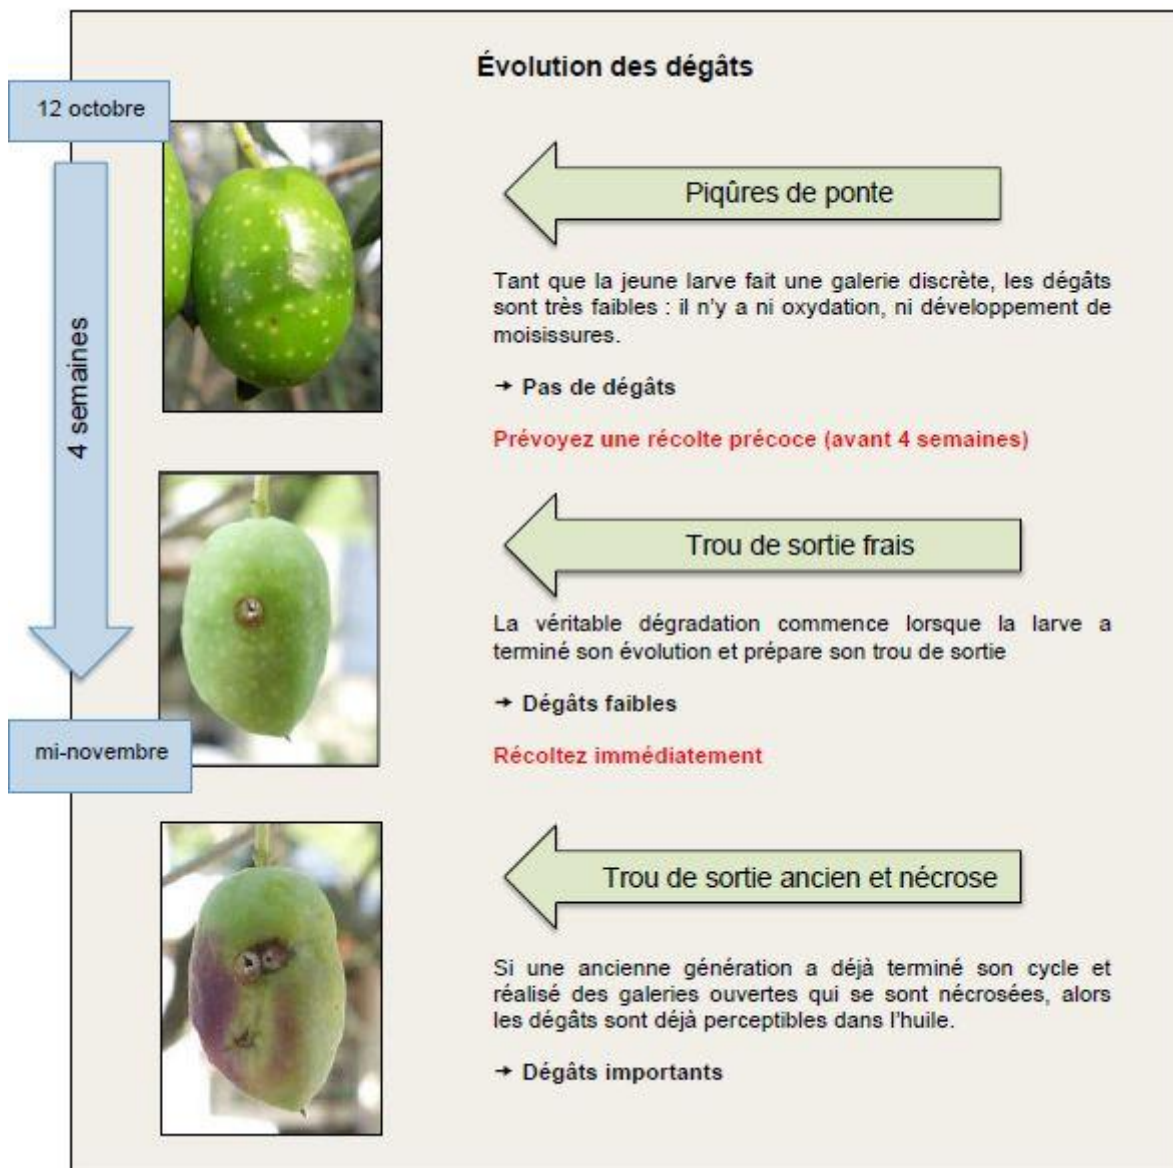 Évolution des dégâts
12 octobre
Piqûres de ponte
Tant que la jeune larve fait une galerie discrète, les dégâts
sont très faibles : il n'y a ni oxydation, ni développement de
moisissures.
→ Pas de dégâts
4 semaines
Prévoyez une récolte précoce (avant 4 semaines)
Trou de sortie frais
La véritable dégradation commence lorsque la larve a
terminé son évolution et prépare son trou de sortie
→ Dégâts faibles
mi-novembre
Récoltez immédiatement
Trou de sortie ancien et nécrose
Si une ancienne génération a déjà terminé son cycle et
réalisé des galeries ouvertes qui se sont nécrosées, alors
les dégâts sont déjà perceptibles dans l'huile.
→ Dégâts importants